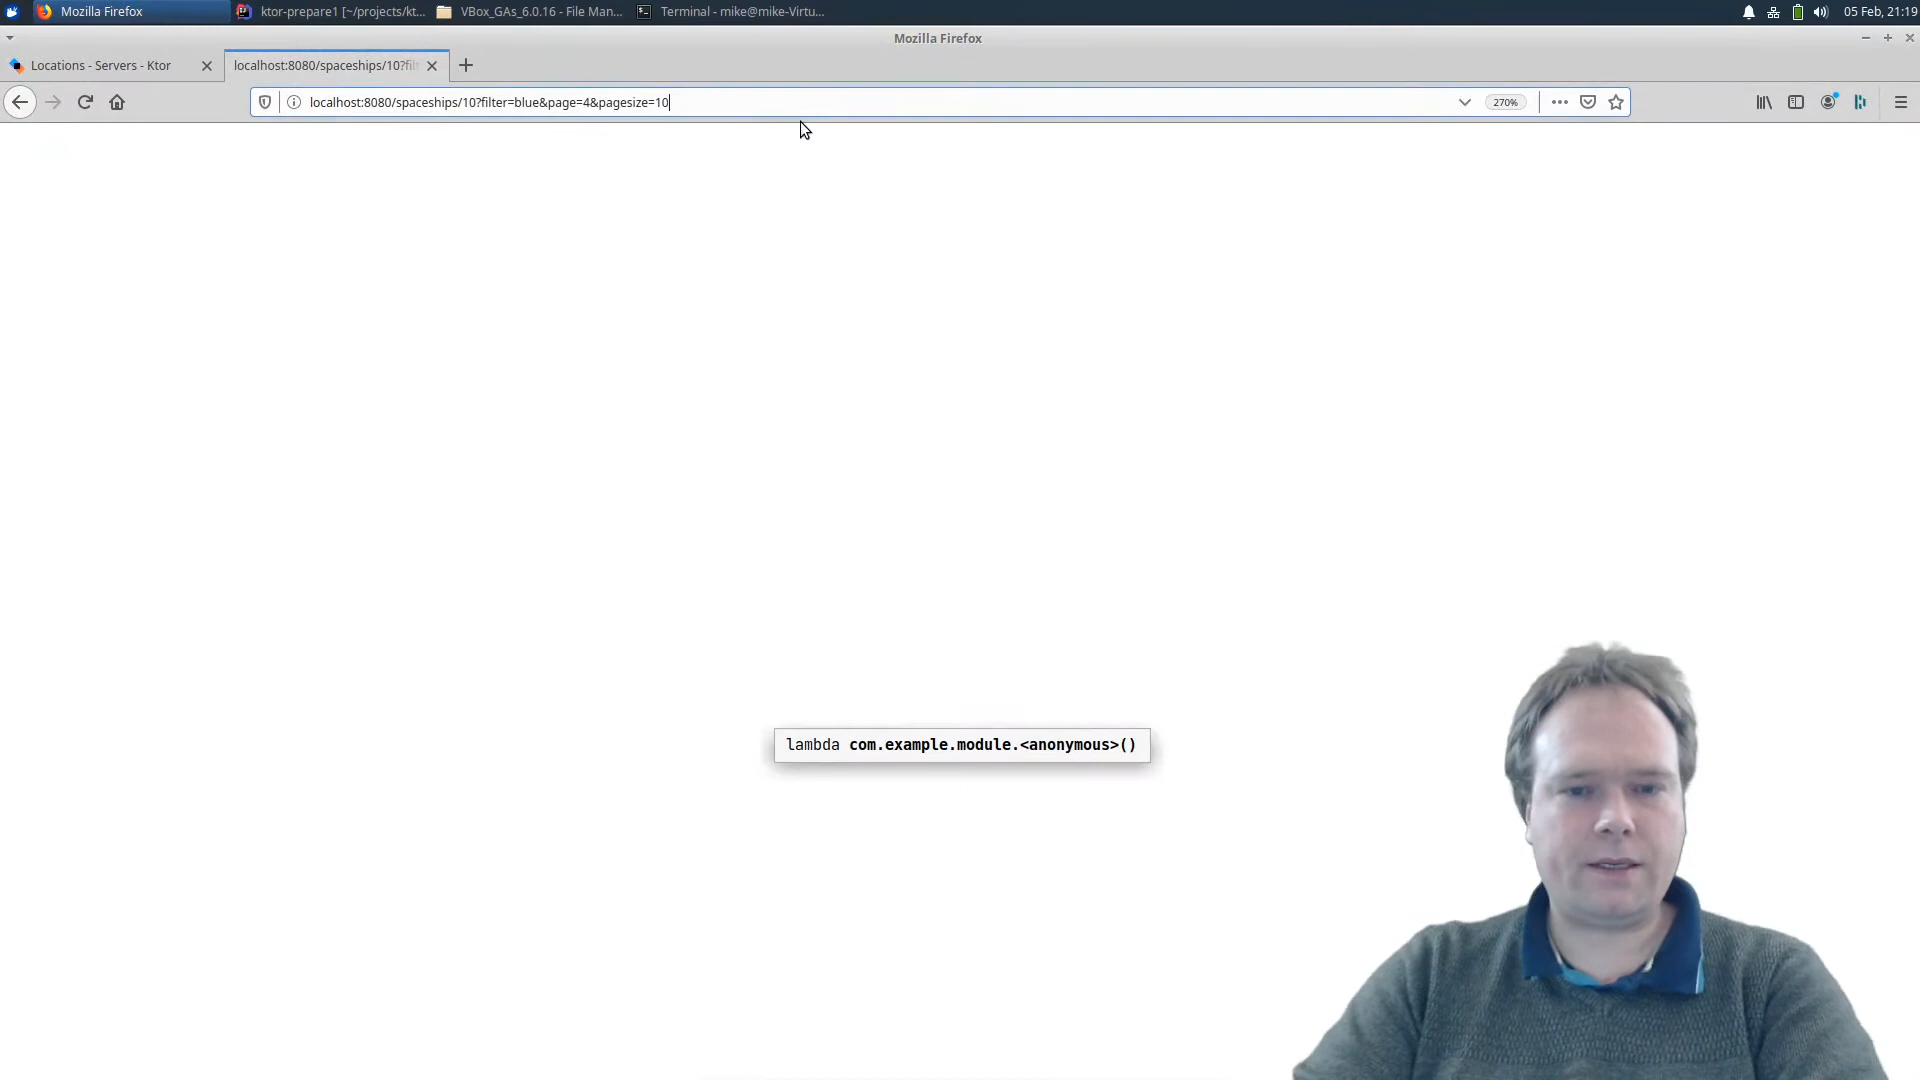 Mozilla Firefox
ktor-prepare1 [~/projects/kt...
VBox_GAs_6.0.16 - File Man...
Terminal - mike@mike-Virtu...
05 Feb, 21:19
Mozilla Firefox
Locations - Servers - Ktor
localhost:8080/spaceships/10?fil
localhost:8080/spaceships/10?filter=blue&page=4&pagesize=10
270%
lambda com.example.module.<anonymous>()